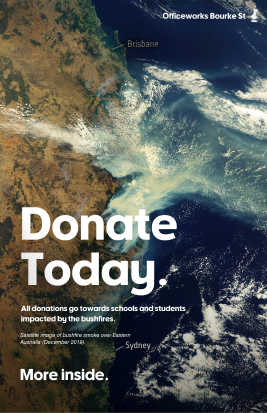 Officeworks Bourke St
Brisbane
Donate
Today.
All donations go towards schools and students
impacted by the bushfires.
Satellite image of bushfire smoke over Eastern
Australia (December 2019).
Sydney
More inside.